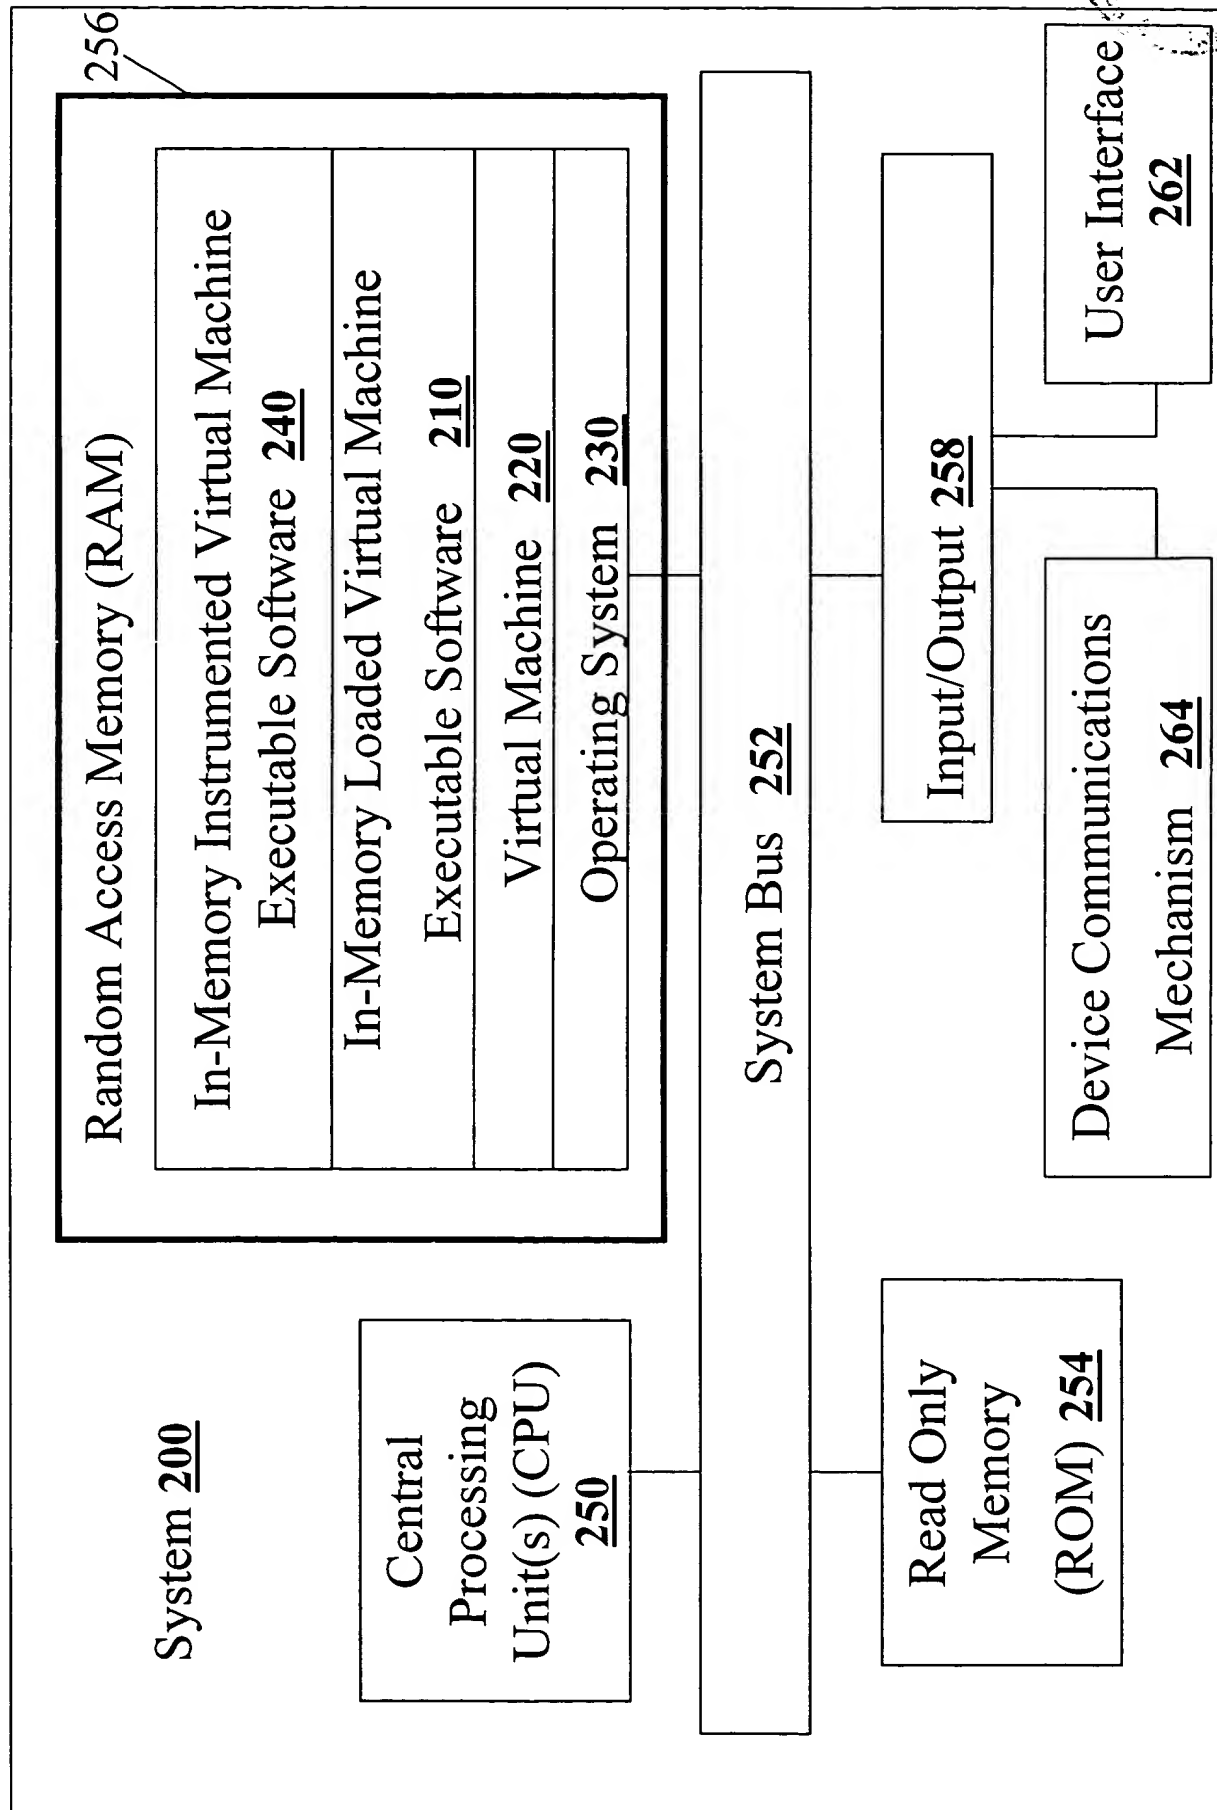 System 200
Random Access Memory (RAM)
256
In-Memory Instrumented Virtual Machine
Executable Software 240
In-Memory Loaded Virtual Machine
Executable Software 210
Virtual Machine 220
Operating System 230
Central
Processing
Unit(s) (CPU)
250
System Bus 252
Read Only
Memory
(ROM) 254
Input/Output 258
Device Communications
Mechanism 264
User Interface
262